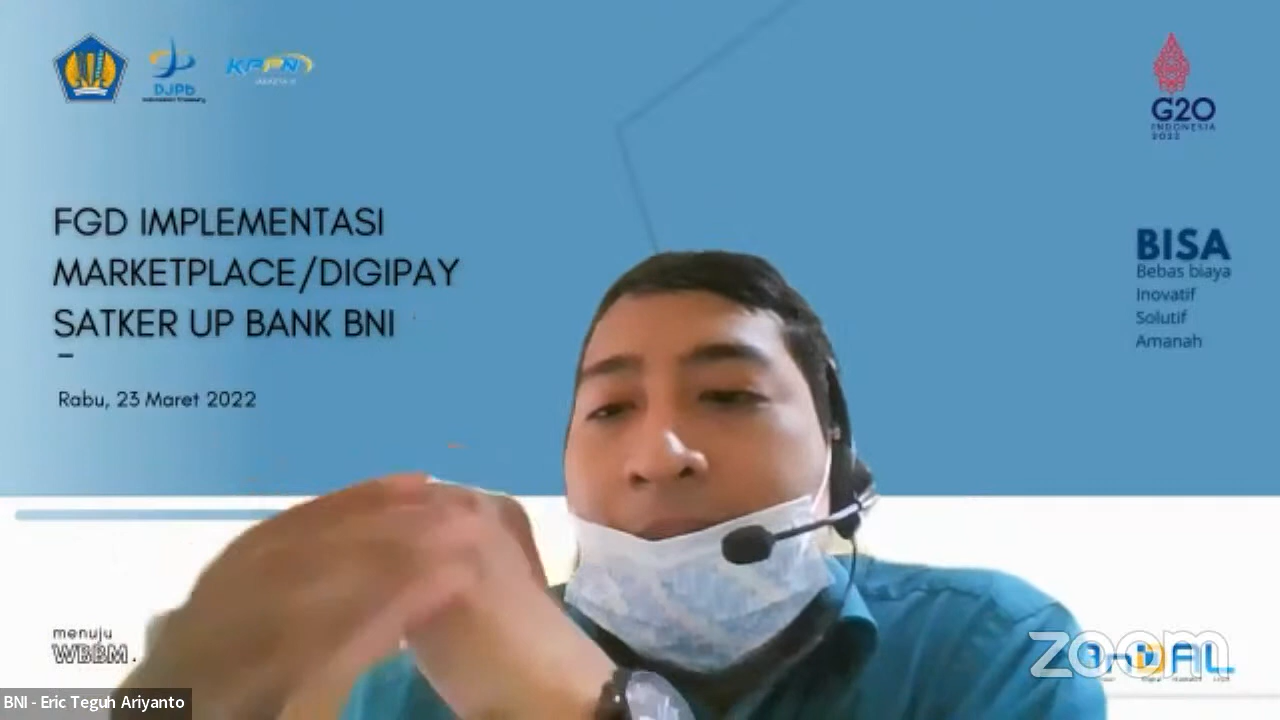 DJPb
KPPN
G20
INDONESIA
2022
FGD IMPLEMENTASI
MARKETPLACE/DIGIPAY
SATKER UP BANK BNI
Rabu, 23 Maret 2022
BISA
Bebas biaya
Inovatif
Solutif
Amanah
menuju
WBBM.
zoom
BNI - Eric Teguh Ariyanto